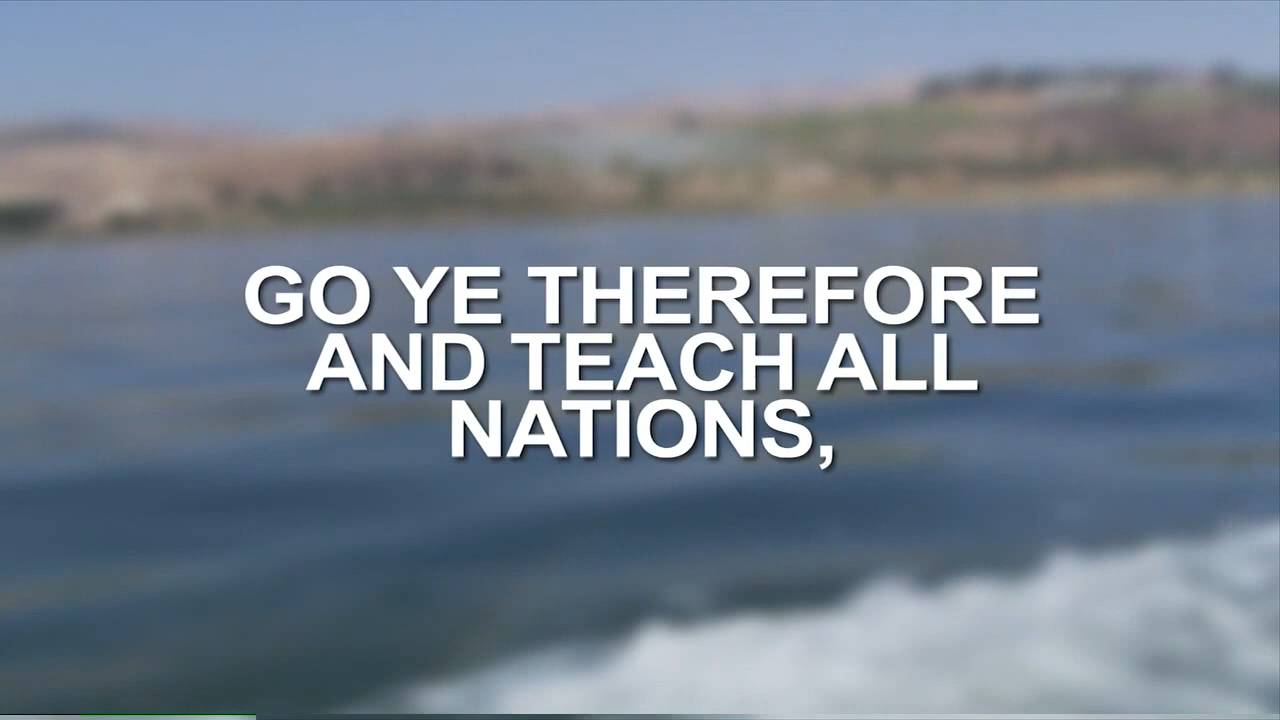 GO YE THEREFORE
AND TEACH ALL
NATIONS,